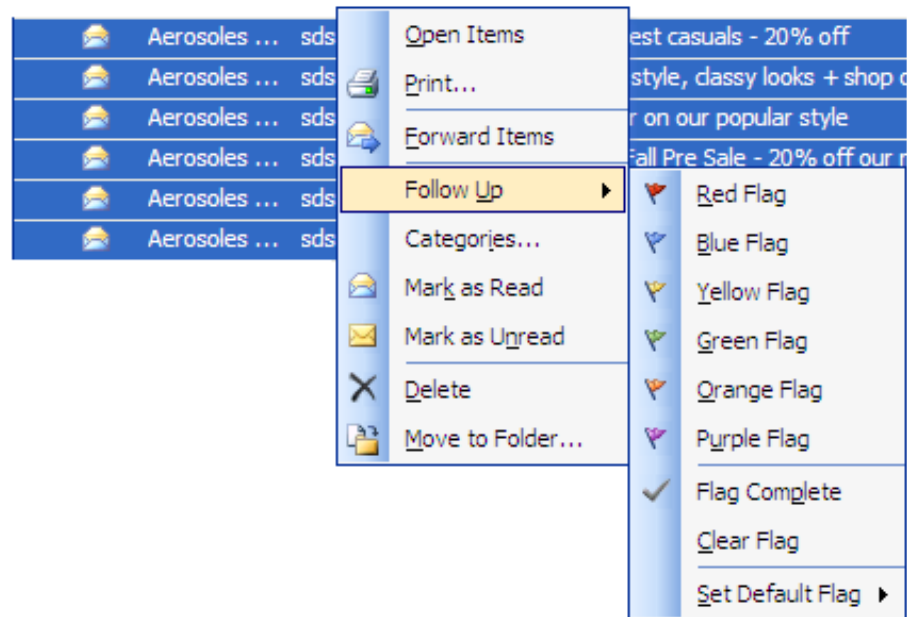 Aerosoles ... sds est casuals - 20% off
Aerosoles ... sds style, classy looks + shop
Aerosoles ... sds on our popular style
Aerosoles ... sds Fall Pre Sale - 20% off our
Aerosoles ... sds
Aerosoles ... sds
Open Items
Print...
Forward Items
Follow Up
Categories...
Mark as Read
Mark as Unread
Delete
Move to Folder...
Red Flag
Blue Flag
Yellow Flag
Green Flag
Orange Flag
Purple Flag
Flag Complete
Clear Flag
Set Default Flag